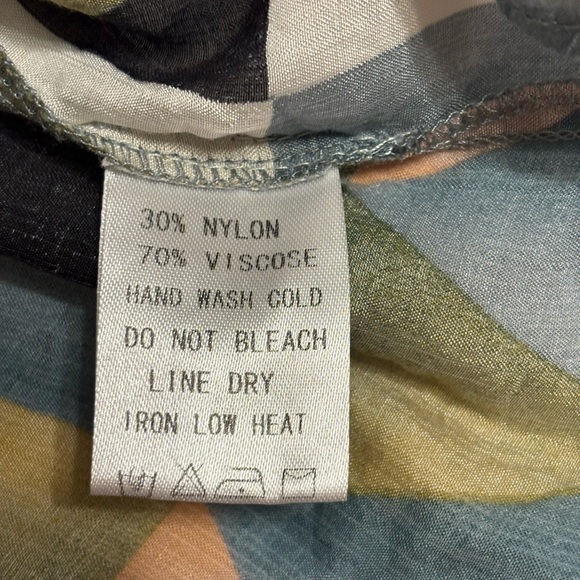 30% NYLON
70% VISCOSE
HAND WASH COLD
DO NOT BLEACH
LINE DRY
IRON LOW HEAT